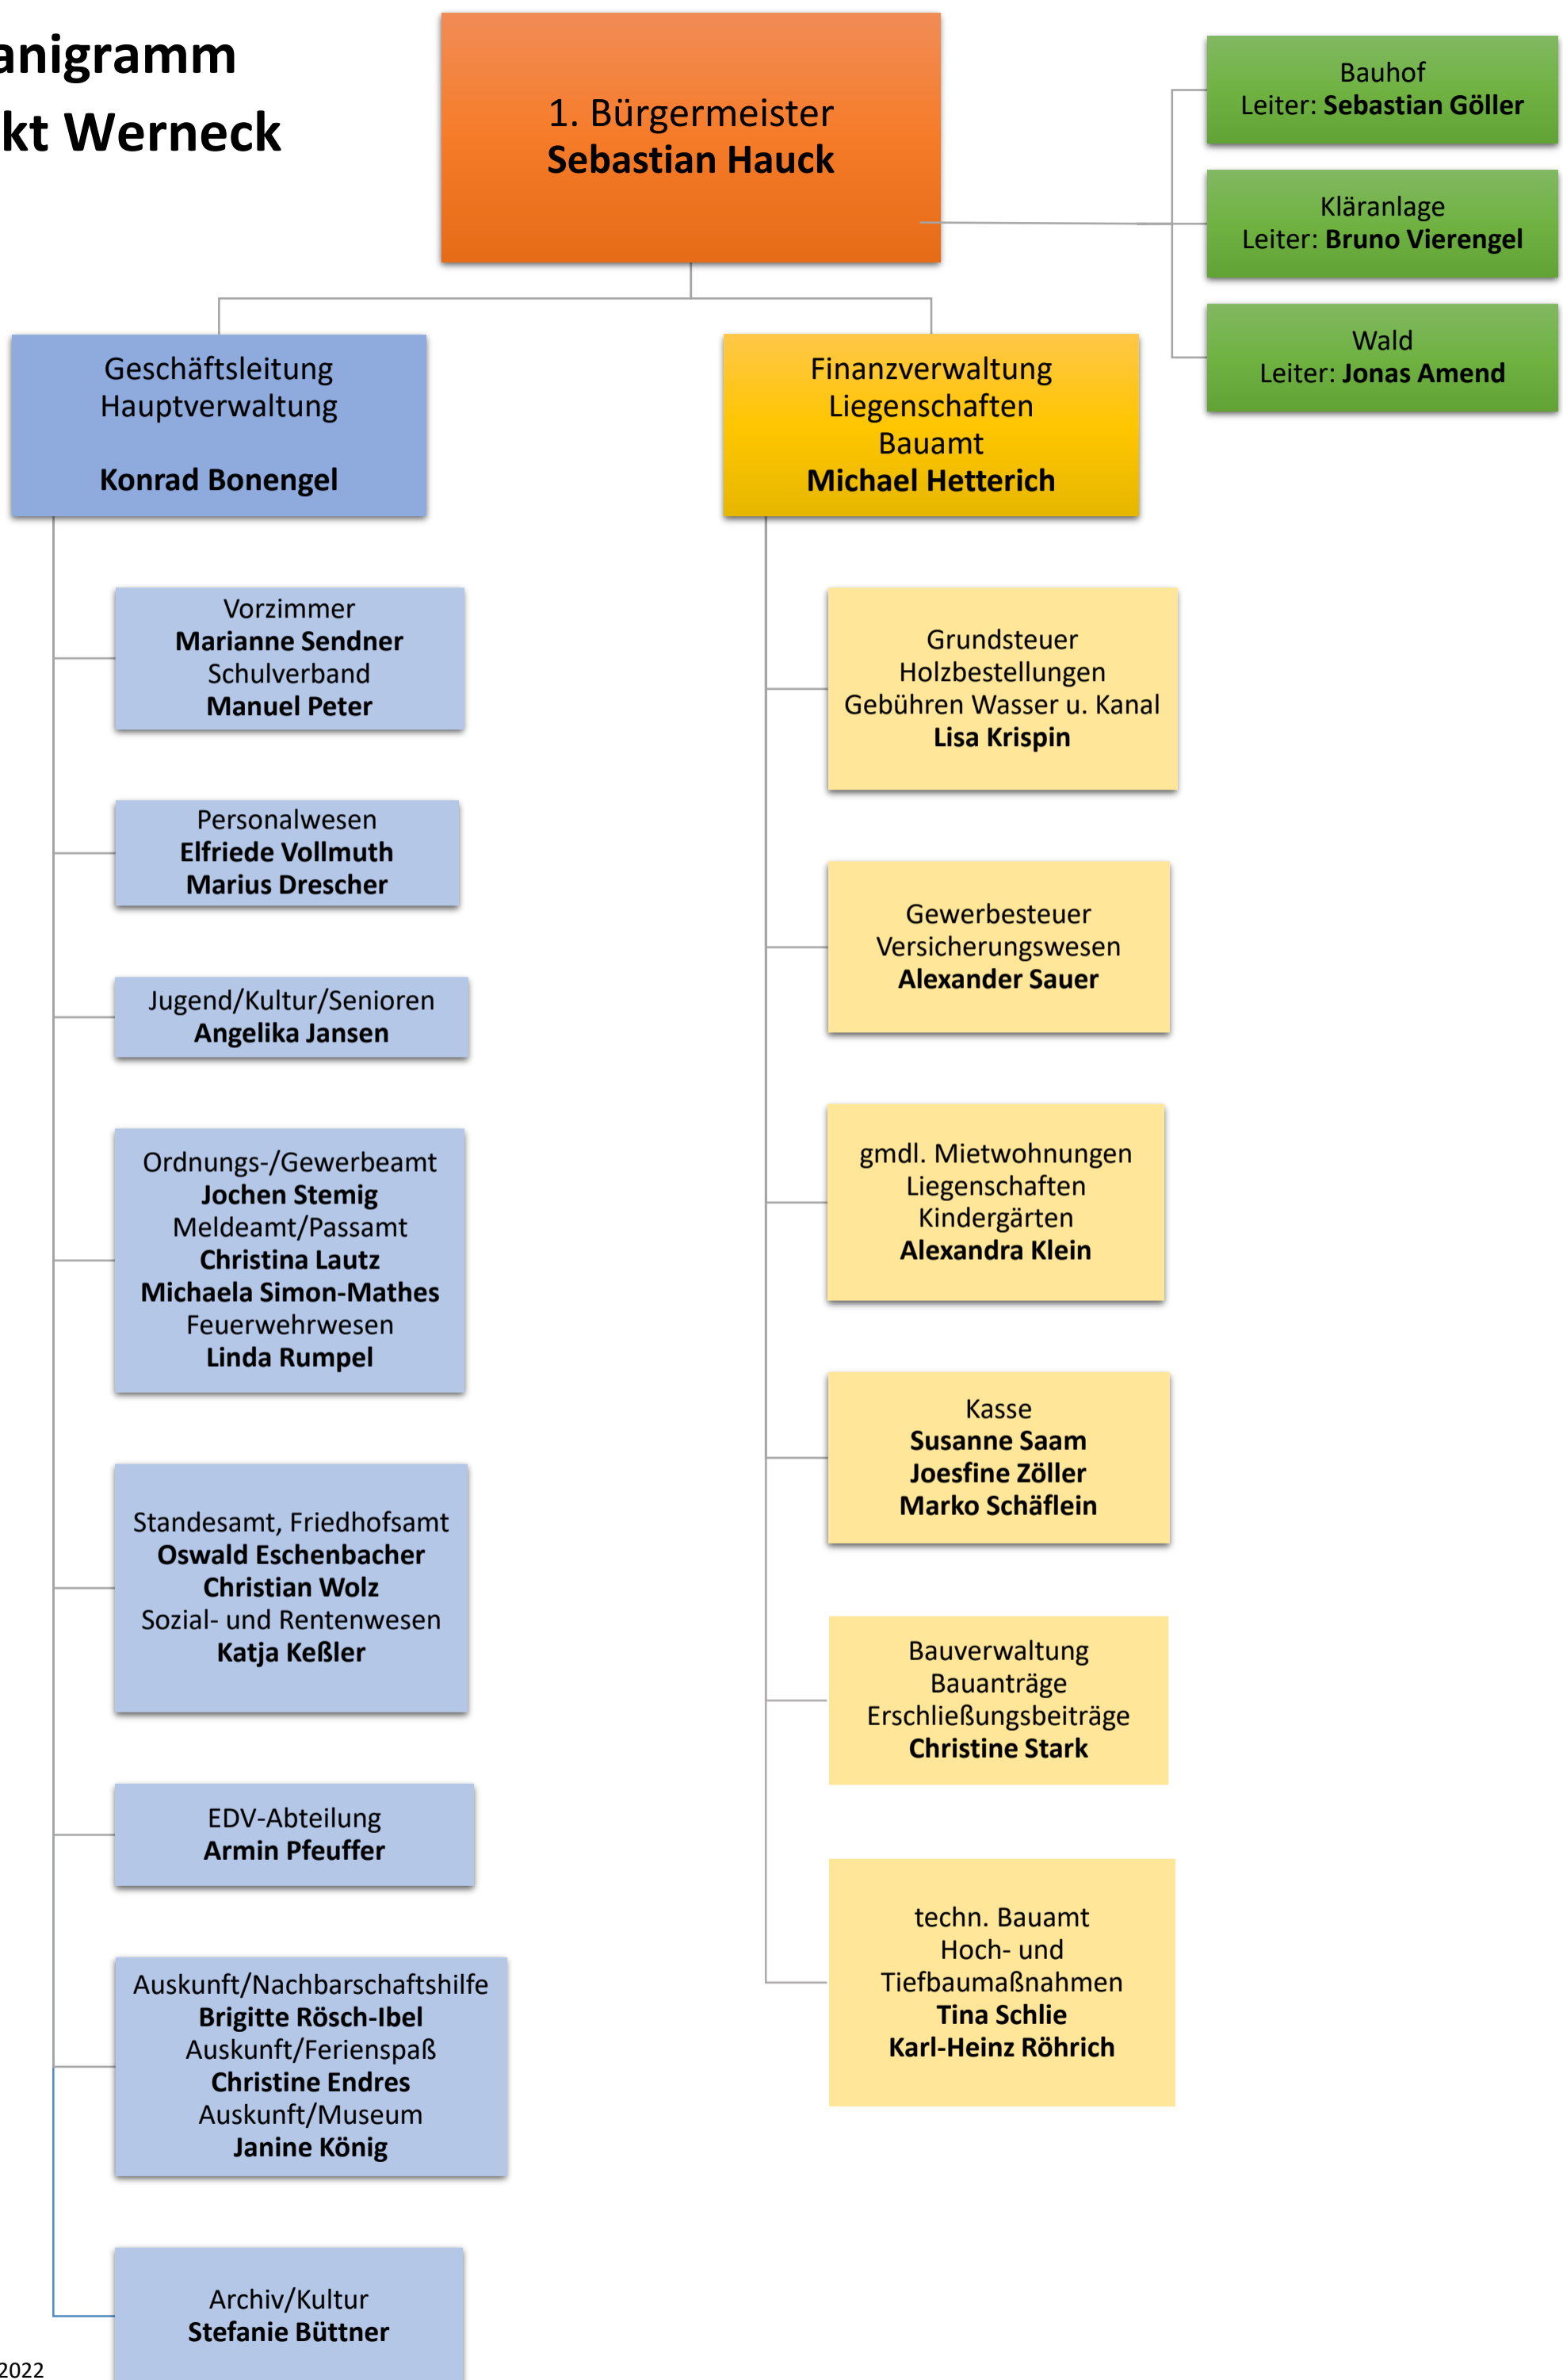 anigramm
kt Werneck
1. Bürgermeister
Sebastian Hauck
Bauhof
Leiter: Sebastian Göller
Kläranlage
Leiter: Bruno Vierengel
Wald
Leiter: Jonas Amend
Geschäftsleitung
Hauptverwaltung
Konrad Bonengel
Finanzverwaltung
Liegenschaften
Bauamt
Michael Hetterich
Vorzimmer
Marianne Sendner
Schulverband
Manuel Peter
Personalwesen
Elfriede Vollmuth
Marius Drescher
Jugend/Kultur/Senioren
Angelika Jansen
Ordnungs-/Gewerbeamt
Jochen Stemig
Meldeamt/Passamt
Christina Lautz
Michaela Simon-Mathes
Feuerwehrwesen
Linda Rumpel
Standesamt, Friedhofsamt
Oswald Eschenbacher
Christian Wolz
Sozial- und Rentenwesen
Katja Keßler
EDV-Abteilung
Armin Pfeuffer
Auskunft/Nachbarschaftshilfe
Brigitte Rösch-Ibel
Auskunft/Ferienspaß
Christine Endres
Auskunft/Museum
Janine König
Archiv/Kultur
Stefanie Büttner
Grundsteuer
Holzbestellungen
Gebühren Wasser u. Kanal
Lisa Krispin
Gewerbesteuer
Versicherungswesen
Alexander Sauer
gmdl. Mietwohnungen
Liegenschaften
Kindergärten
Alexandra Klein
Kasse
Susanne Saam
Joesfine Zöller
Marko Schäflein
Bauverwaltung
Bauanträge
Erschließungsbeiträge
Christine Stark
techn. Bauamt
Hoch- und
Tiefbaumaßnahmen
Tina Schlie
Karl-Heinz Röhrich
2022